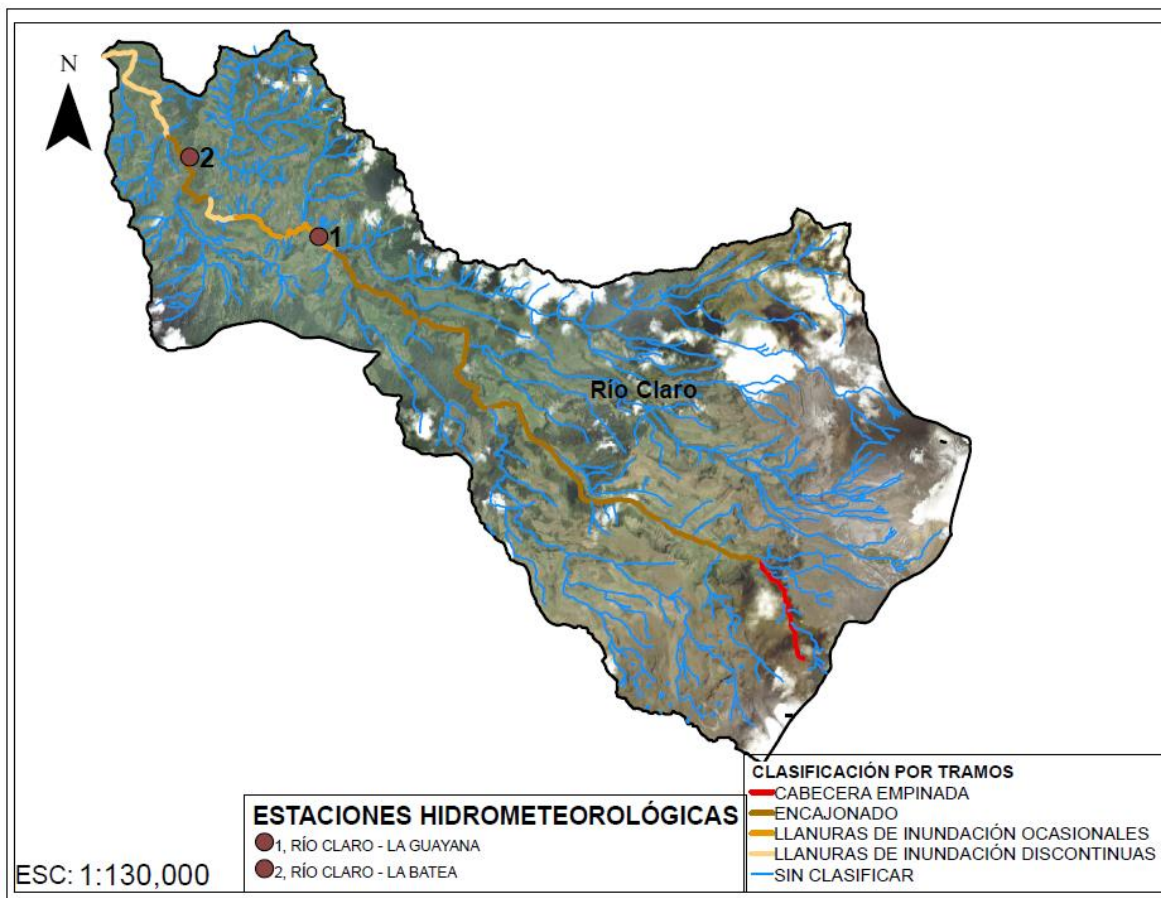 N
2
1
Río Claro
ESTACIONES HIDROMETEOROLÓGICAS
1, RÍO CLARO - LA GUAYANA
2, RÍO CLARO - LA BATEA
ESC: 1:130,000
CLASIFICACIÓN POR TRAMOS
CABECERA EMPINADA
ENCAJONADO
LLANURAS DE INUNDACIÓN OCASIONALES
LLANURAS DE INUNDACIÓN DISCONTINUAS
SIN CLASIFICAR